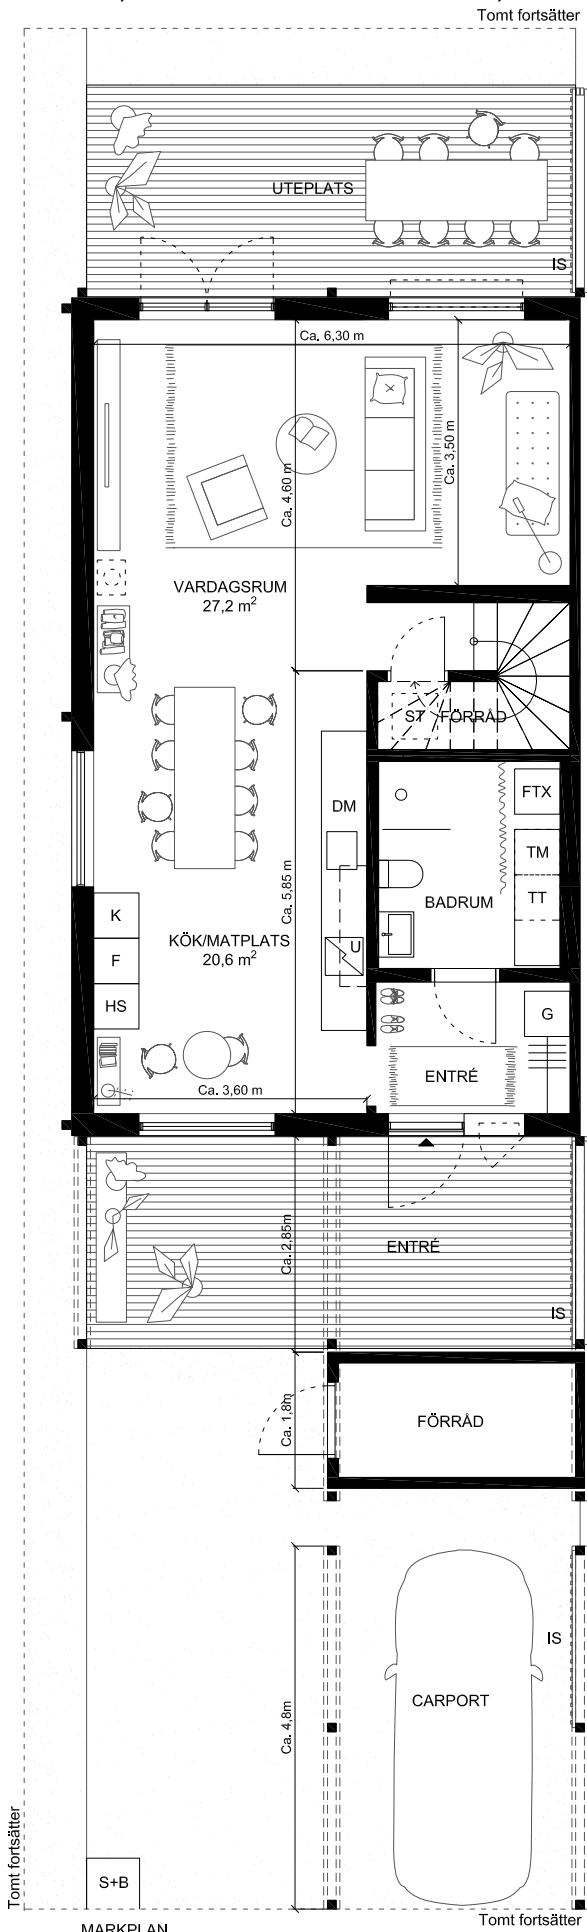 Tomt fortsätter
UTEPLATS
IS
Ca. 6,30 m
Ca. 3,50 m
Ca. 4,60 m
VARDAGSRUM
27,2 m²
ST FÖRRÅD
DM
FTX
TM
TT
BADRUM
Ca. 5,85 m
K
F
HS
KÖK/MATPLATS
20,6 m²
U
G
ENTRÉ
Ca. 3,60 m
Ca. 2,85m
ENTRÉ
IS
Ca. 1,8m
FÖRRÅD
IS
CARPORT
Ca. 4,8m
Tomt fortsätter
S+B
Tomt fortsätter
MARKPLAN